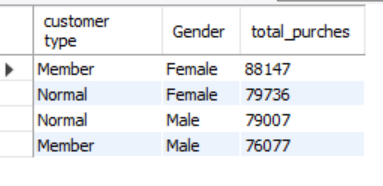 customer type Gender total_purches
Member Female 88147
Normal Female 79736
Normal Male 79007
Member Male 76077